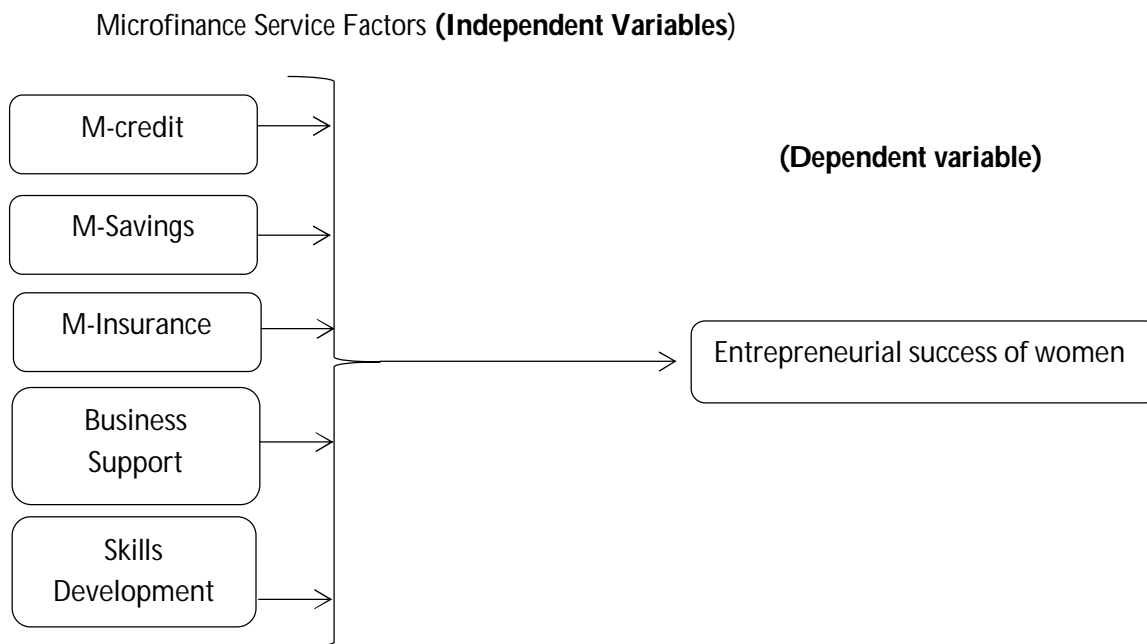 Microfinance Service Factors (Independent Variables)
M-credit
(Dependent variable)
M-Savings
M-Insurance
Entrepreneurial success of women
Business
Support
Skills
Development